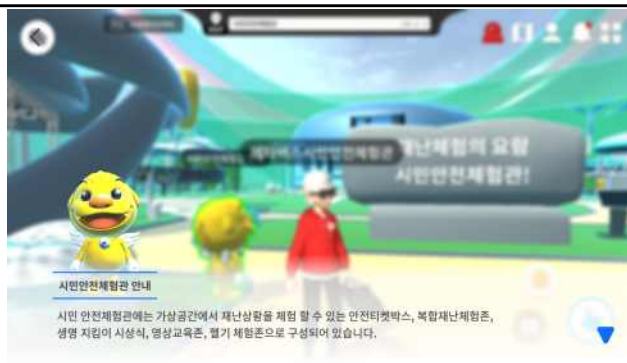 재난체험의 요람
시민안전체험관!
시민안전체험관 안내
시민 안전체험관에는 가상공간에서 재난상황을 체험 할 수 있는 안전티켓박스, 복합재난체험존,
생명 지킴이 시상식, 영상교육존, 헬기 체험존으로 구성되어 있습니다.